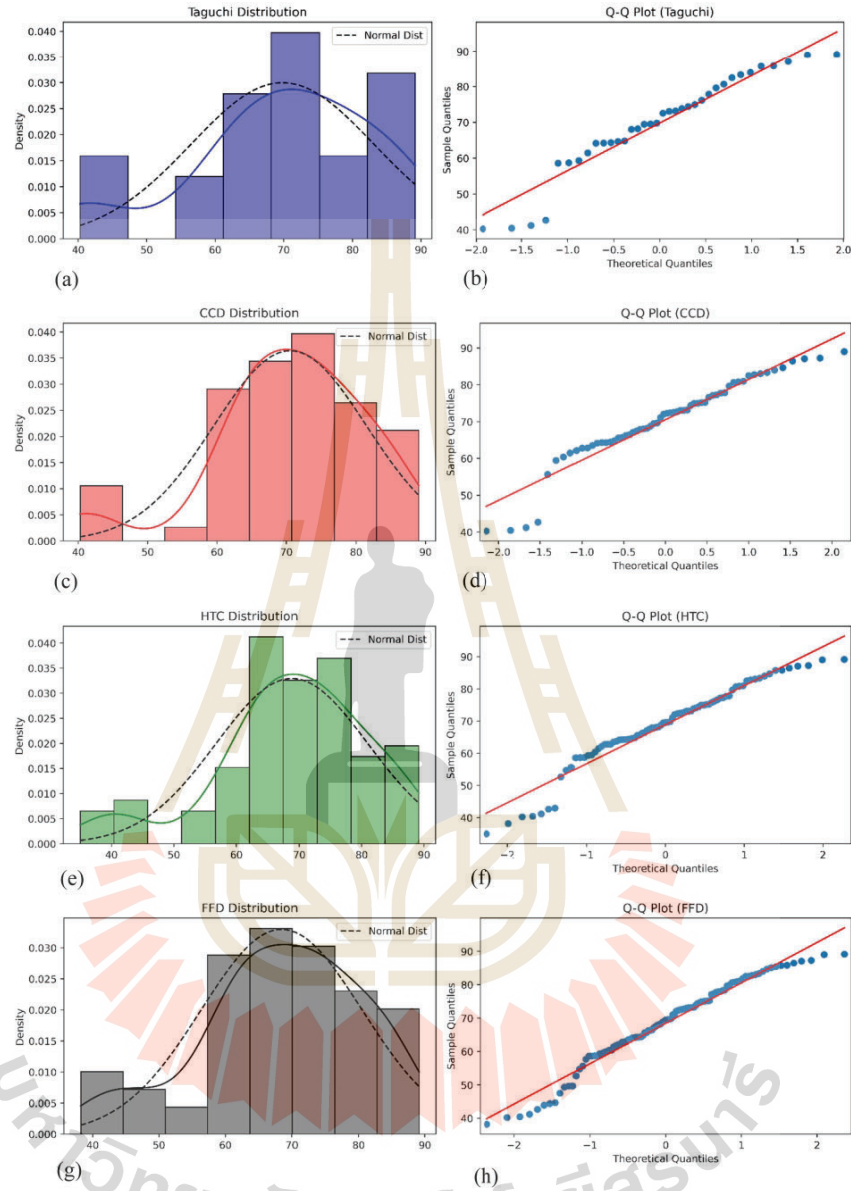 Taguchi Distribution
Normal Dist
Density
0.040
0.035
0.030
0.025
0.020
0.015
0.010
0.005
0.000
40 50 60 70 80 90
(a)
Q-Q Plot (Taguchi)
Sample Quantiles
90
80
70
60
50
40
−2.0 −1.5 −1.0 −0.5 0.0 0.5 1.0 1.5 2.0
Theoretical Quantiles
(b)
CCD Distribution
Normal Dist
Density
0.040
0.035
0.030
0.025
0.020
0.015
0.010
0.005
0.000
40 50 60 70 80 90
(c)
Q-Q Plot (CCD)
Sample Quantiles
90
80
70
60
50
40
−2.0 −1.5 −1.0 −0.5 0.0 0.5 1.0 1.5 2.0
Theoretical Quantiles
(d)
HTC Distribution
Normal Dist
Density
0.040
0.035
0.030
0.025
0.020
0.015
0.010
0.005
0.000
40 50 60 70 80 90
(e)
Q-Q Plot (HTC)
Sample Quantiles
90
80
70
60
50
40
−2 −1 0 1 2
Theoretical Quantiles
(f)
FFD Distribution
Normal Dist
Density
0.030
0.025
0.020
0.015
0.010
0.005
0.000
40 50 60 70 80 90
(g)
Q-Q Plot (FFD)
Sample Quantiles
90
80
70
60
50
40
−2 −1 0 1 2
Theoretical Quantiles
(h)